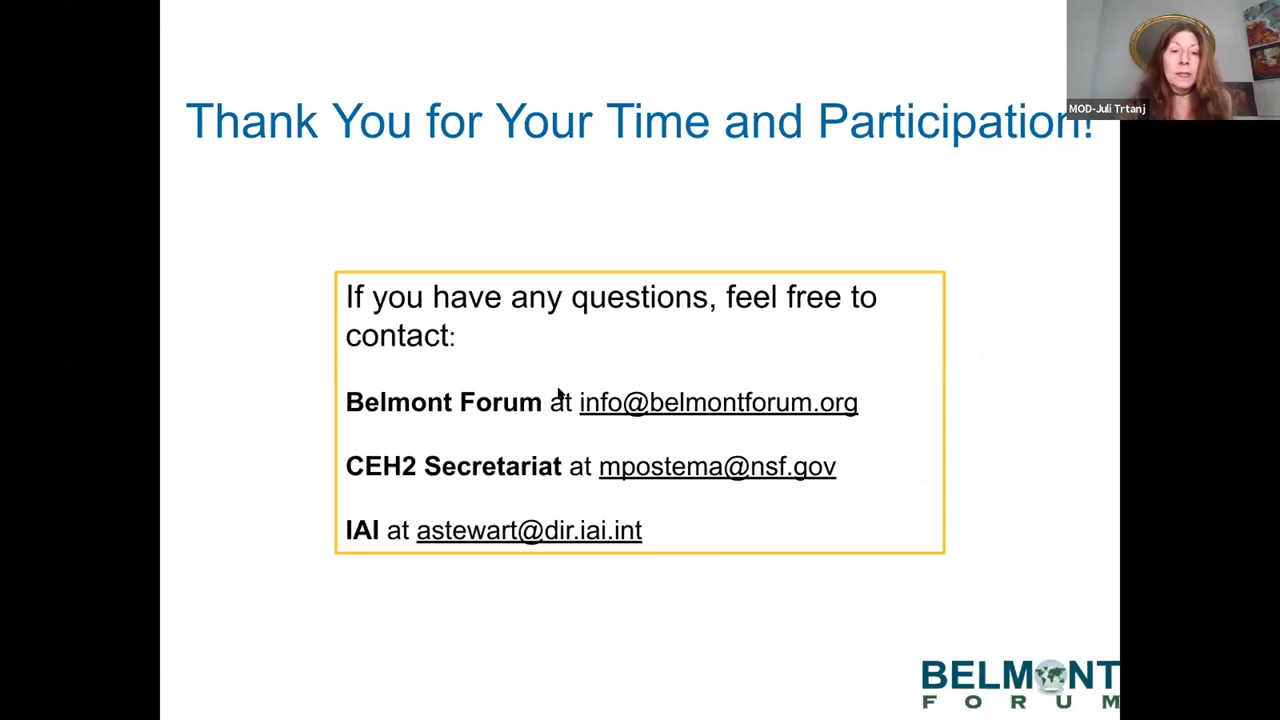 Thank You for Your Time and Participation!
MOD-Juli Trtanj
If you have any questions, feel free to
contact:
Belmont Forum at info@belmontforum.org
CEH2 Secretariat at mpostema@nsf.gov
IAI at astewart@dir.iai.int
BELMONT
FORUM